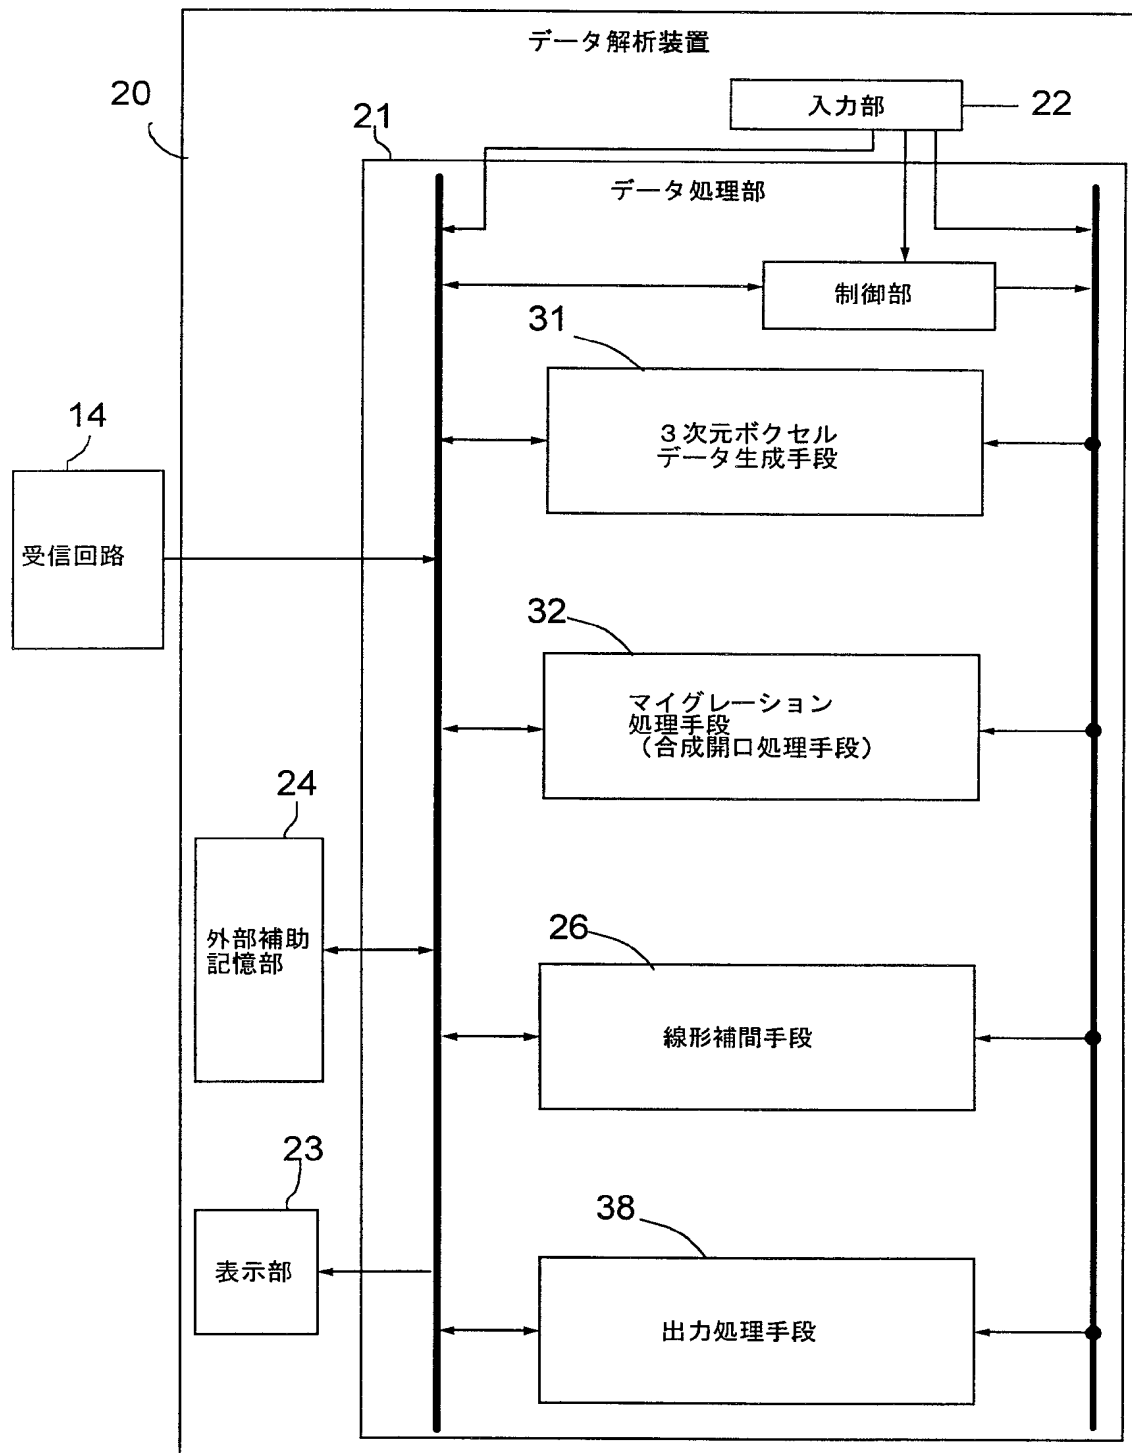 データ解析装置
20
21
入力部
22
データ処理部
制御部
31
3次元ボクセル
データ生成手段
14
受信回路
32
マイグレーション
処理手段
(合成開口処理手段)
24
外部補助
記憶部
26
線形補間手段
23
表示部
38
出力処理手段